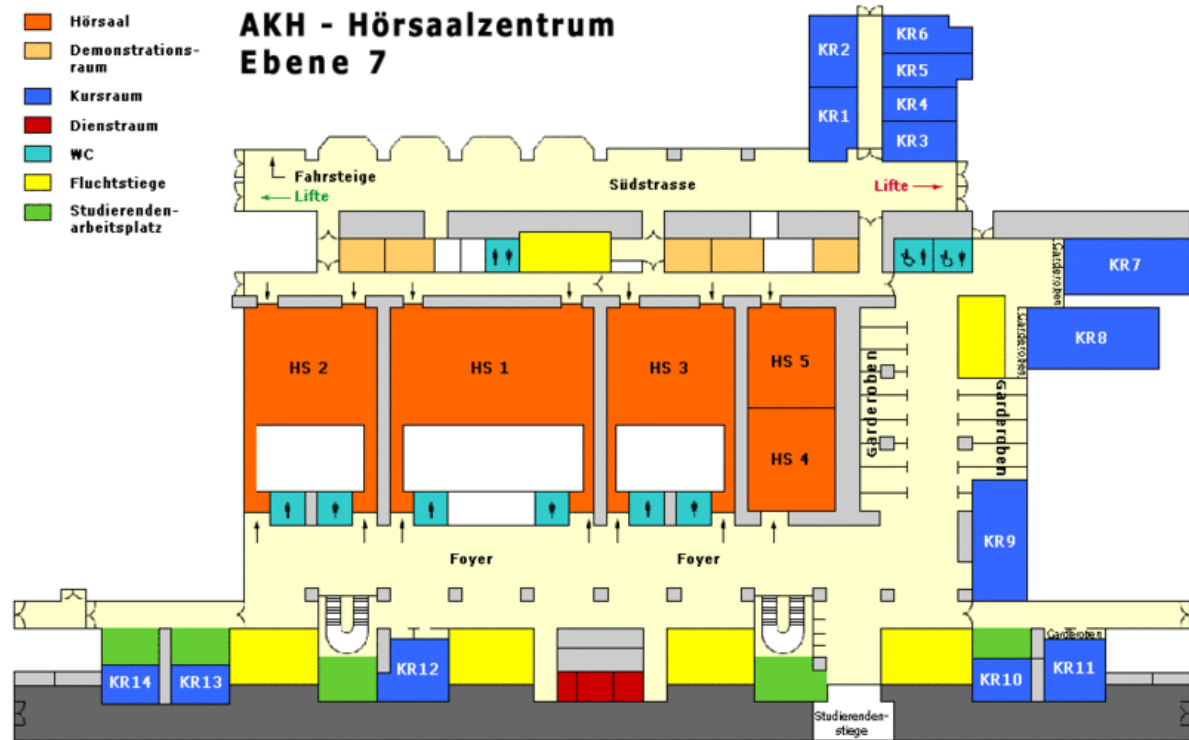 AKH - Hörsaalzentrum
Ebene 7
Hörsaal
Demonstrations-
raum
Kursraum
Dienstraum
WC
Fluchtstiege
Studierenden-
arbeitsplatz
KR2
KR6
KR5
KR1
KR4
KR3
Fahrsteige
Lifte
Südstrasse
Lifte
Garderoben
KR7
Garderoben
KR8
HS 2
HS 1
HS 3
HS 5
HS 4
Garderoben
Garderoben
KR9
Foyer
Foyer
KR14
KR13
KR12
KR10
Garderoben
KR11
Studierenden-
stiege